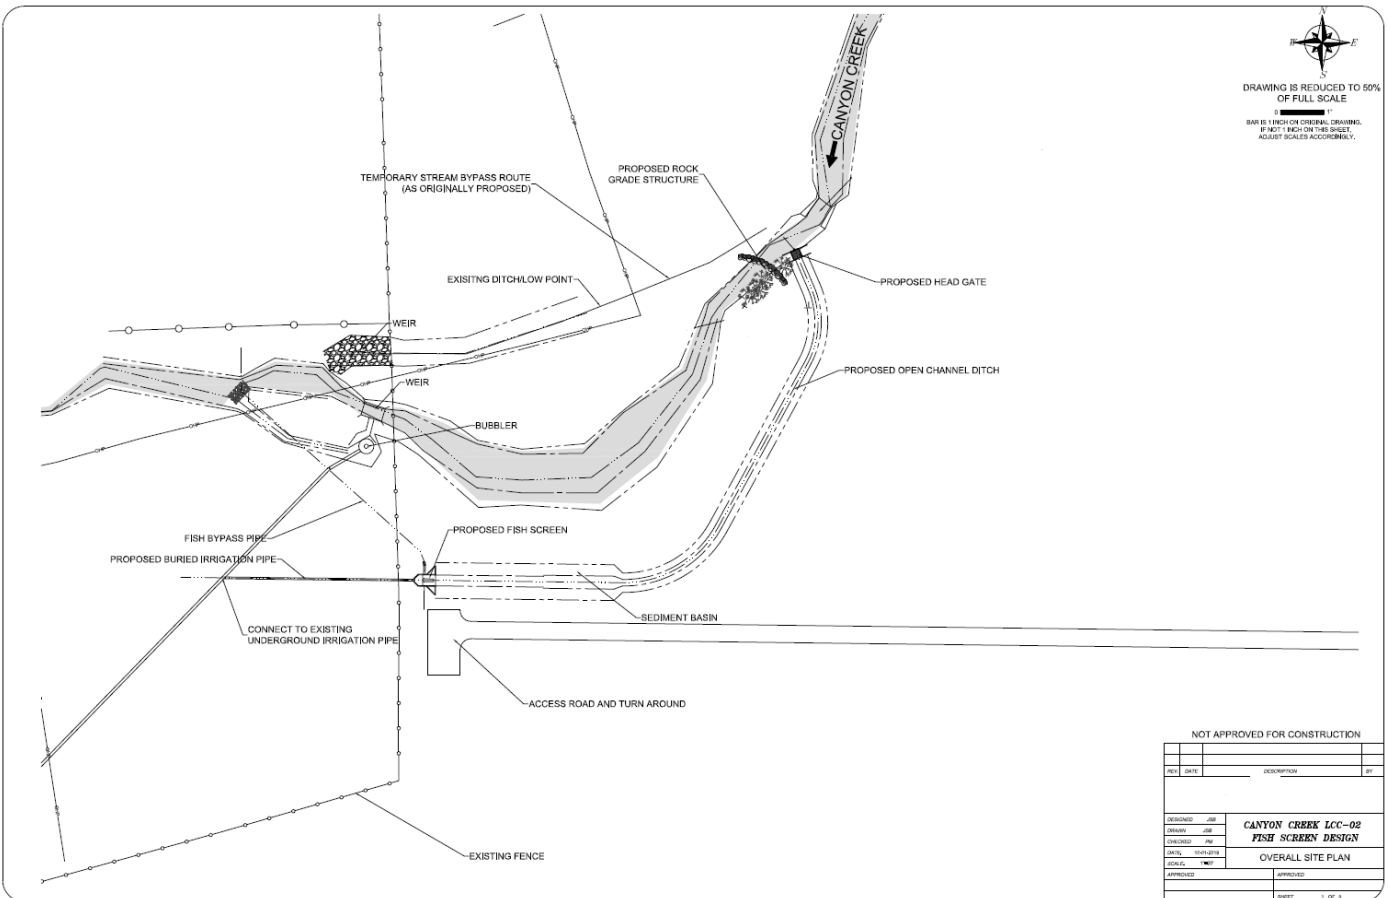 N
W E
S
DRAWING IS REDUCED TO 50%
OF FULL SCALE
0 1"
BAR IS 1 INCH ON ORIGINAL DRAWING.
IF NOT 1 INCH ON THIS SHEET,
ADJUST SCALES ACCORDINGLY.
CANYON CREEK
TEMPORARY STREAM BYPASS ROUTE
(AS ORIGINALLY PROPOSED)
PROPOSED ROCK
GRADE STRUCTURE
EXISITNG DITCH/LOW POINT
PROPOSED HEAD GATE
WEIR
PROPOSED OPEN CHANNEL DITCH
WEIR
BUBBLER
FISH BYPASS PIPE
PROPOSED FISH SCREEN
PROPOSED BURIED IRRIGATION PIPE
SEDIMENT BASIN
CONNECT TO EXISTING
UNDERGROUND IRRIGATION PIPE
ACCESS ROAD AND TURN AROUND
EXISTING FENCE
NOT APPROVED FOR CONSTRUCTION
REV. DATE DESCRIPTION BY
DESIGNED JSB
DRAWN JSB
CHECKED PM
DATE,
SCALE,
CANYON CREEK LCC-02
FISH SCREEN DESIGN
OVERALL SITE PLAN
APPROVED APPROVED
SHEET 1 OF